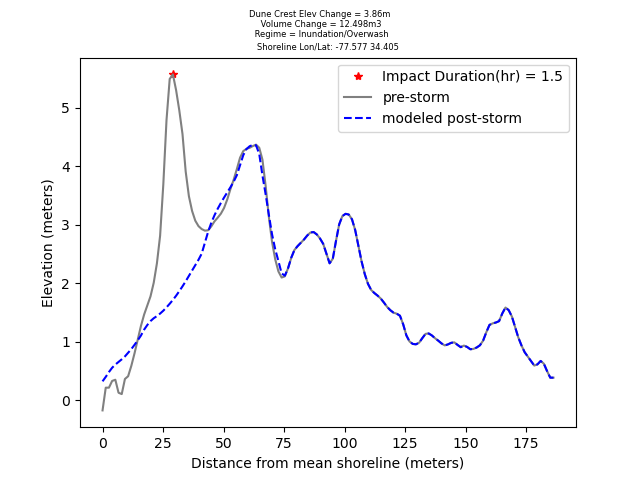 Dune Crest Elev Change = 3.86m
Volume Change = 12.498m3
Regime = Inundation/Overwash
Shoreline Lon/Lat: -77.577 34.405
Impact Duration(hr) = 1.5
pre-storm
modeled post-storm
Elevation (meters)
5
4
3
2
1
0
0 25 50 75 100 125 150 175
Distance from mean shoreline (meters)